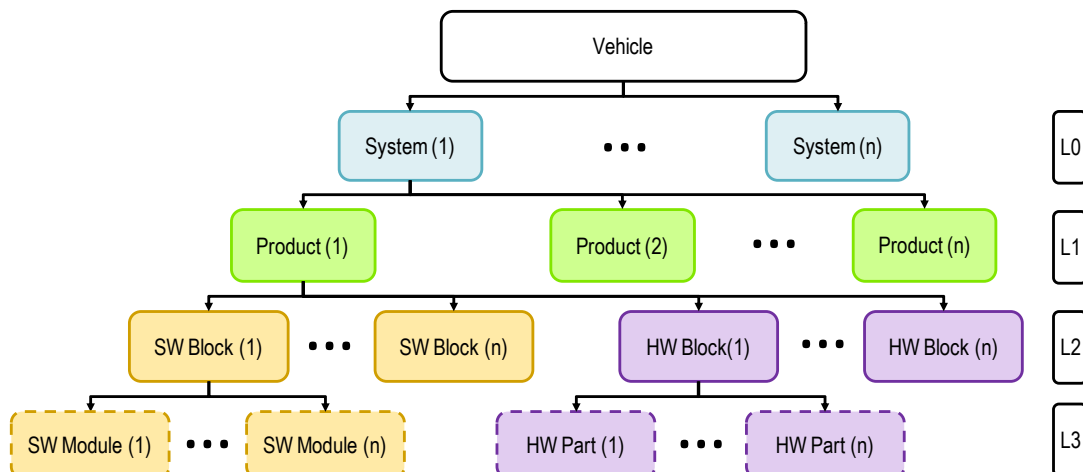 Vehicle
System (1)
System (n)
L0
Product (1)
Product (2)
Product (n)
L1
SW Block (1)
SW Block (n)
HW Block(1)
HW Block (n)
L2
SW Module (1)
SW Module (n)
HW Part (1)
HW Part (n)
L3